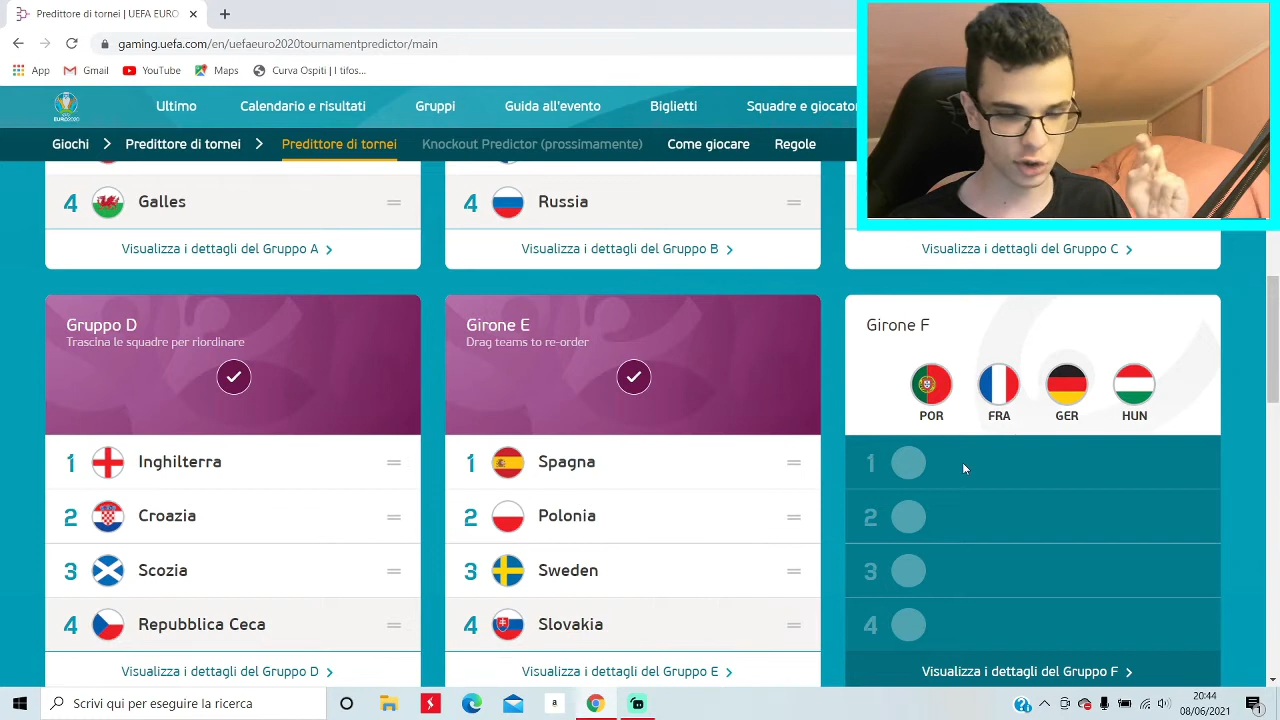 Predittore di tornei | UEFA EURO
gaming.uefa.com/en/uefaeuro2020tournamentpredictor/main
App Gmail YouTube Maps Curva Ospiti | I tifos...
EURO2020
Ultimo Calendario e risultati Gruppi Guida all'evento Biglietti Squadre e giocator
Giochi Predittore di tornei Predittore di tornei Knockout Predictor (prossimamente) Come giocare Regole
4 Galles
Visualizza i dettagli del Gruppo A
4 Russia
Visualizza i dettagli del Gruppo B
Visualizza i dettagli del Gruppo C
Gruppo D
Trascina le squadre per riordinare
1 Inghilterra
2 Croazia
3 Scozia
4 Repubblica Ceca
Visualizza i dettagli del Gruppo D
Girone E
Drag teams to re-order
1 Spagna
2 Polonia
3 Sweden
4 Slovakia
Visualizza i dettagli del Gruppo E
Girone F
POR FRA GER HUN
1
2
3
4
Visualizza i dettagli del Gruppo F
Scrivi qui per eseguire la ricerca
20:44
08/06/2021
1